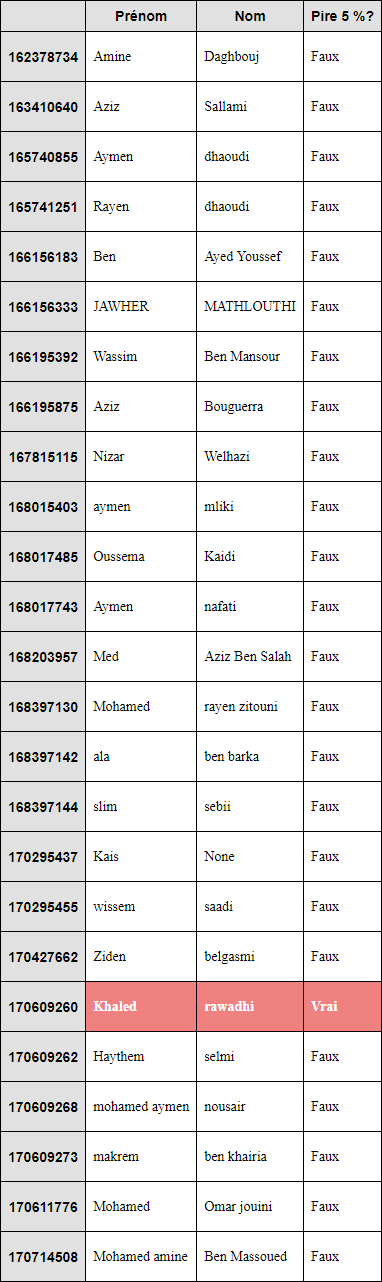 Prénom Nom Pire 5 %?
162378734 Amine Daghbouj Faux
163410640 Aziz Sallami Faux
165740855 Aymen dhaoudi Faux
165741251 Rayen dhaoudi Faux
166156183 Ben Ayed Youssef Faux
166156333 JAWHER MATHLOUTHI Faux
166195392 Wassim Ben Mansour Faux
166195875 Aziz Bouguerra Faux
167815115 Nizar Welhazi Faux
168015403 aymen mliki Faux
168017485 Oussema Kaidi Faux
168017743 Aymen nafati Faux
168203957 Med Aziz Ben Salah Faux
168397130 Mohamed rayen zitouni Faux
168397142 ala ben barka Faux
168397144 slim sebii Faux
170295437 Kais None Faux
170295455 wissem saadi Faux
170427662 Ziden belgasmi Faux
170609260 Khaled rawadhi Vrai
170609262 Haythem selmi Faux
170609268 mohamed aymen nousair Faux
170609273 makrem ben khairia Faux
170611776 Mohamed Omar jouini Faux
170714508 Mohamed amine Ben Massoued Faux